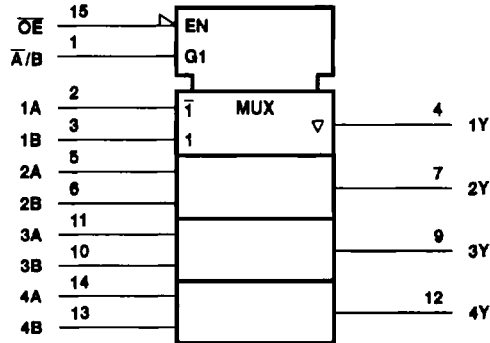 O̅E̅ 15 EN
A̅/B 1 G1
MUX
1A 2 1̅ 4 1Y
1B 3 1
2A 5 7 2Y
2B 6
3A 11 9 3Y
3B 10
4A 14 12 4Y
4B 13